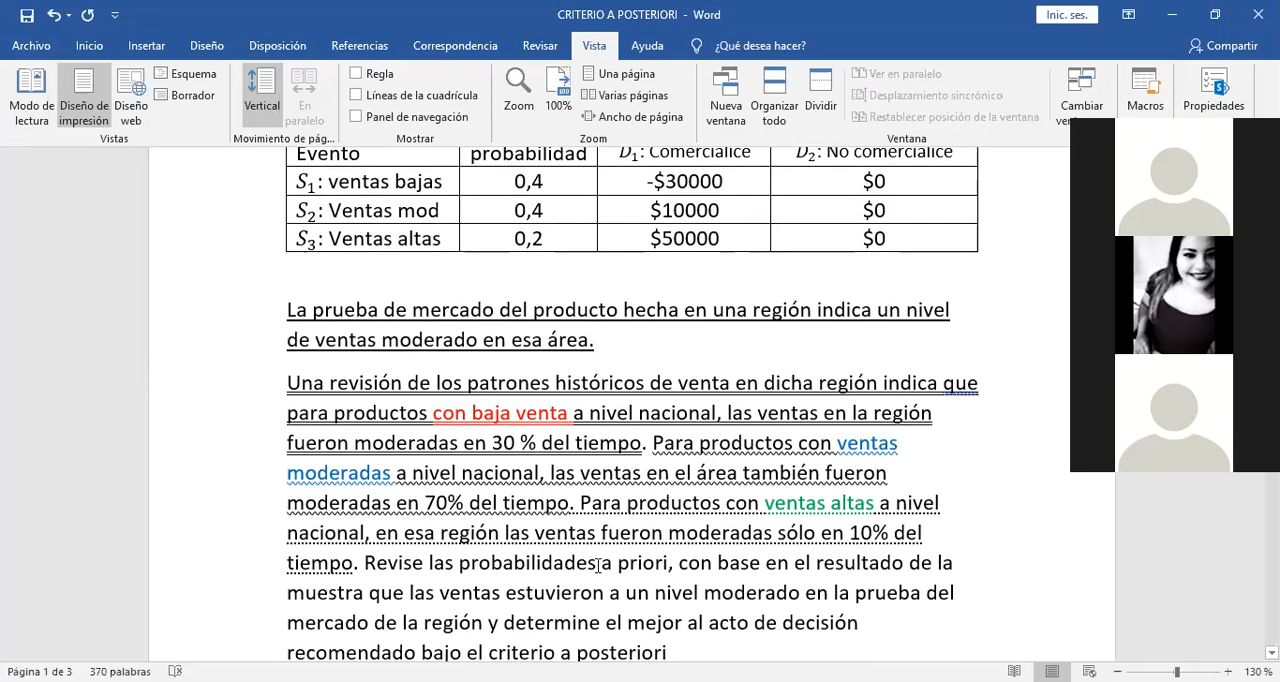 CRITERIO A POSTERIORI - Word
Inic. ses.
Archivo Inicio Insertar Diseño Disposición Referencias Correspondencia Revisar Vista Ayuda ¿Qué desea hacer? Compartir
Modo de lectura
Diseño de impresión
Diseño web
Esquema
Borrador
Vistas
Vertical
En paralelo
Movimiento de pág...
Regla
Líneas de la cuadrícula
Panel de navegación
Mostrar
Zoom
100%
Una página
Varias páginas
Ancho de página
Zoom
Nueva ventana
Organizar todo
Dividir
Ver en paralelo
Desplazamiento sincrónico
Restablecer posición de la ventana
Cambiar
Ventana
Macros
Propiedades
Evento probabilidad D₁: Comercialice D₂: No comercialice
S₁: ventas bajas 0,4 -$30000 $0
S₂: Ventas mod 0,4 $10000 $0
S₃: Ventas altas 0,2 $50000 $0
La prueba de mercado del producto hecha en una región indica un nivel
de ventas moderado en esa área.
Una revisión de los patrones históricos de venta en dicha región indica que
para productos con baja venta a nivel nacional, las ventas en la región
fueron moderadas en 30 % del tiempo. Para productos con ventas
moderadas a nivel nacional, las ventas en el área también fueron
moderadas en 70% del tiempo. Para productos con ventas altas a nivel
nacional, en esa región las ventas fueron moderadas sólo en 10% del
tiempo. Revise las probabilidades a priori, con base en el resultado de la
muestra que las ventas estuvieron a un nivel moderado en la prueba del
mercado de la región y determine el mejor al acto de decisión
recomendado bajo el criterio a posteriori
Página 1 de 3 370 palabras 130 %